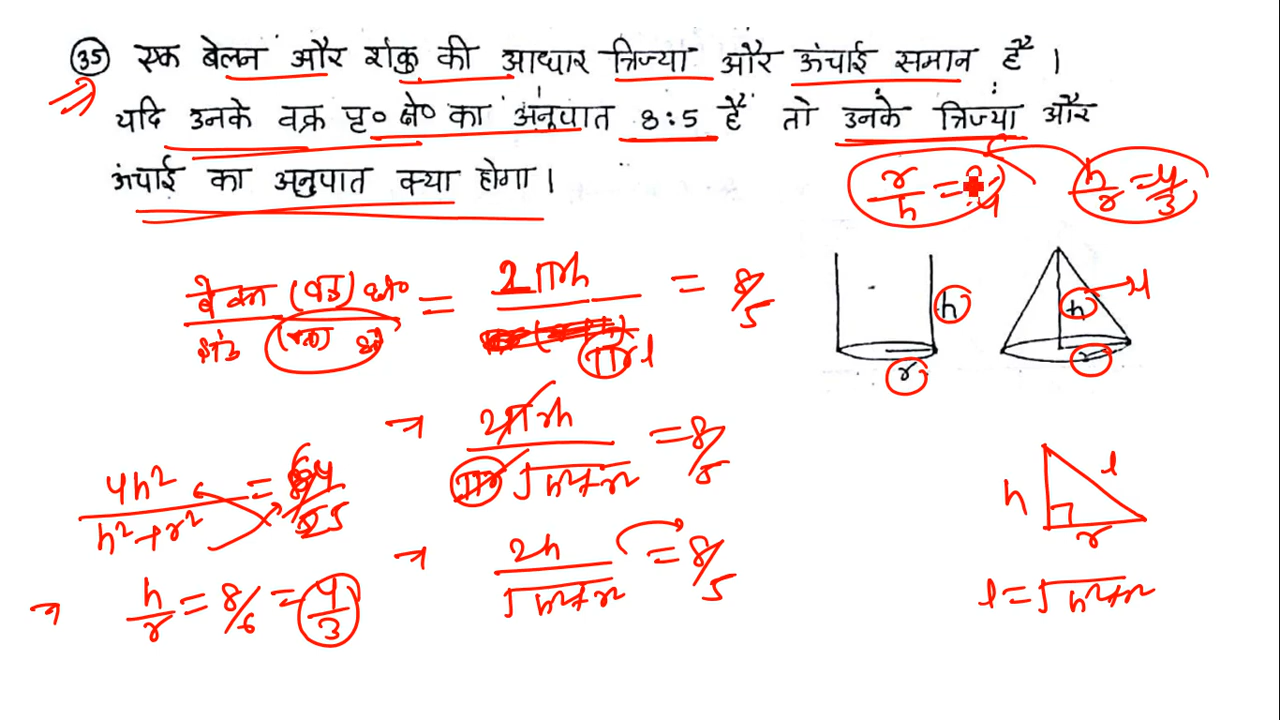 35 एक बेलन और शंकु की आधार त्रिज्या और ऊंचाई समान है ।
यदि उनके वक्र पृ० क्षे० का अनुपात 8:5 है तो उनके त्रिज्या और
ऊंचाई का अनुपात क्या होगा ।
r/h = /4
h/r = 4/3
(वक्र) क्षे० / (वक्र) क्षे = 2πrh / πrl = 8/5
h r
h r l
⇒ 2πrh / πr√h²+r² = 8/5
4h² / h²+r² = 64/25
h r l
⇒ 2h / √h²+r² = 8/5
⇒ h/r = 8/6 = 4/3
l = √h²+r²